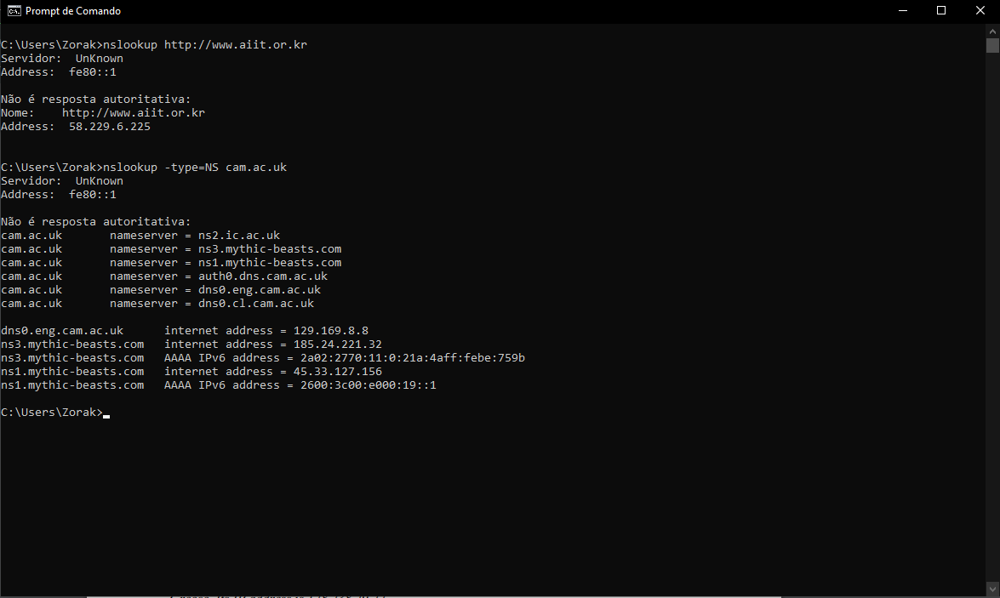 Prompt de Comando
C:\Users\Zorak>nslookup http://www.aiit.or.kr
Servidor:  UnKnown
Address:  fe80::1
Não é resposta autoritativa:
Nome:    http://www.aiit.or.kr
Address:  58.229.6.225
C:\Users\Zorak>nslookup -type=NS cam.ac.uk
Servidor:  UnKnown
Address:  fe80::1
Não é resposta autoritativa:
cam.ac.uk       nameserver = ns2.ic.ac.uk
cam.ac.uk       nameserver = ns3.mythic-beasts.com
cam.ac.uk       nameserver = ns1.mythic-beasts.com
cam.ac.uk       nameserver = auth0.dns.cam.ac.uk
cam.ac.uk       nameserver = dns0.eng.cam.ac.uk
cam.ac.uk       nameserver = dns0.cl.cam.ac.uk
dns0.eng.cam.ac.uk      internet address = 129.169.8.8
ns3.mythic-beasts.com   internet address = 185.24.221.32
ns3.mythic-beasts.com   AAAA IPv6 address = 2a02:2770:11:0:21a:4aff:febe:759b
ns1.mythic-beasts.com   internet address = 45.33.127.156
ns1.mythic-beasts.com   AAAA IPv6 address = 2600:3c00:e000:19::1
C:\Users\Zorak>